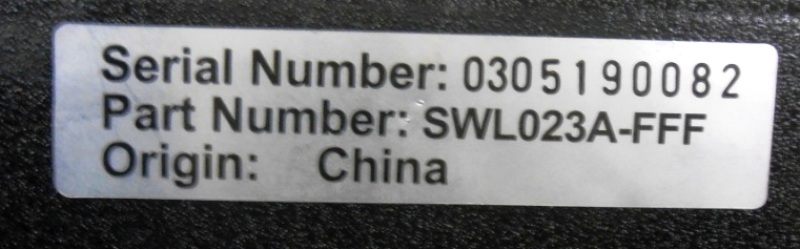 Serial Number: 0305190082
Part Number: SWL023A-FFF
Origin: China